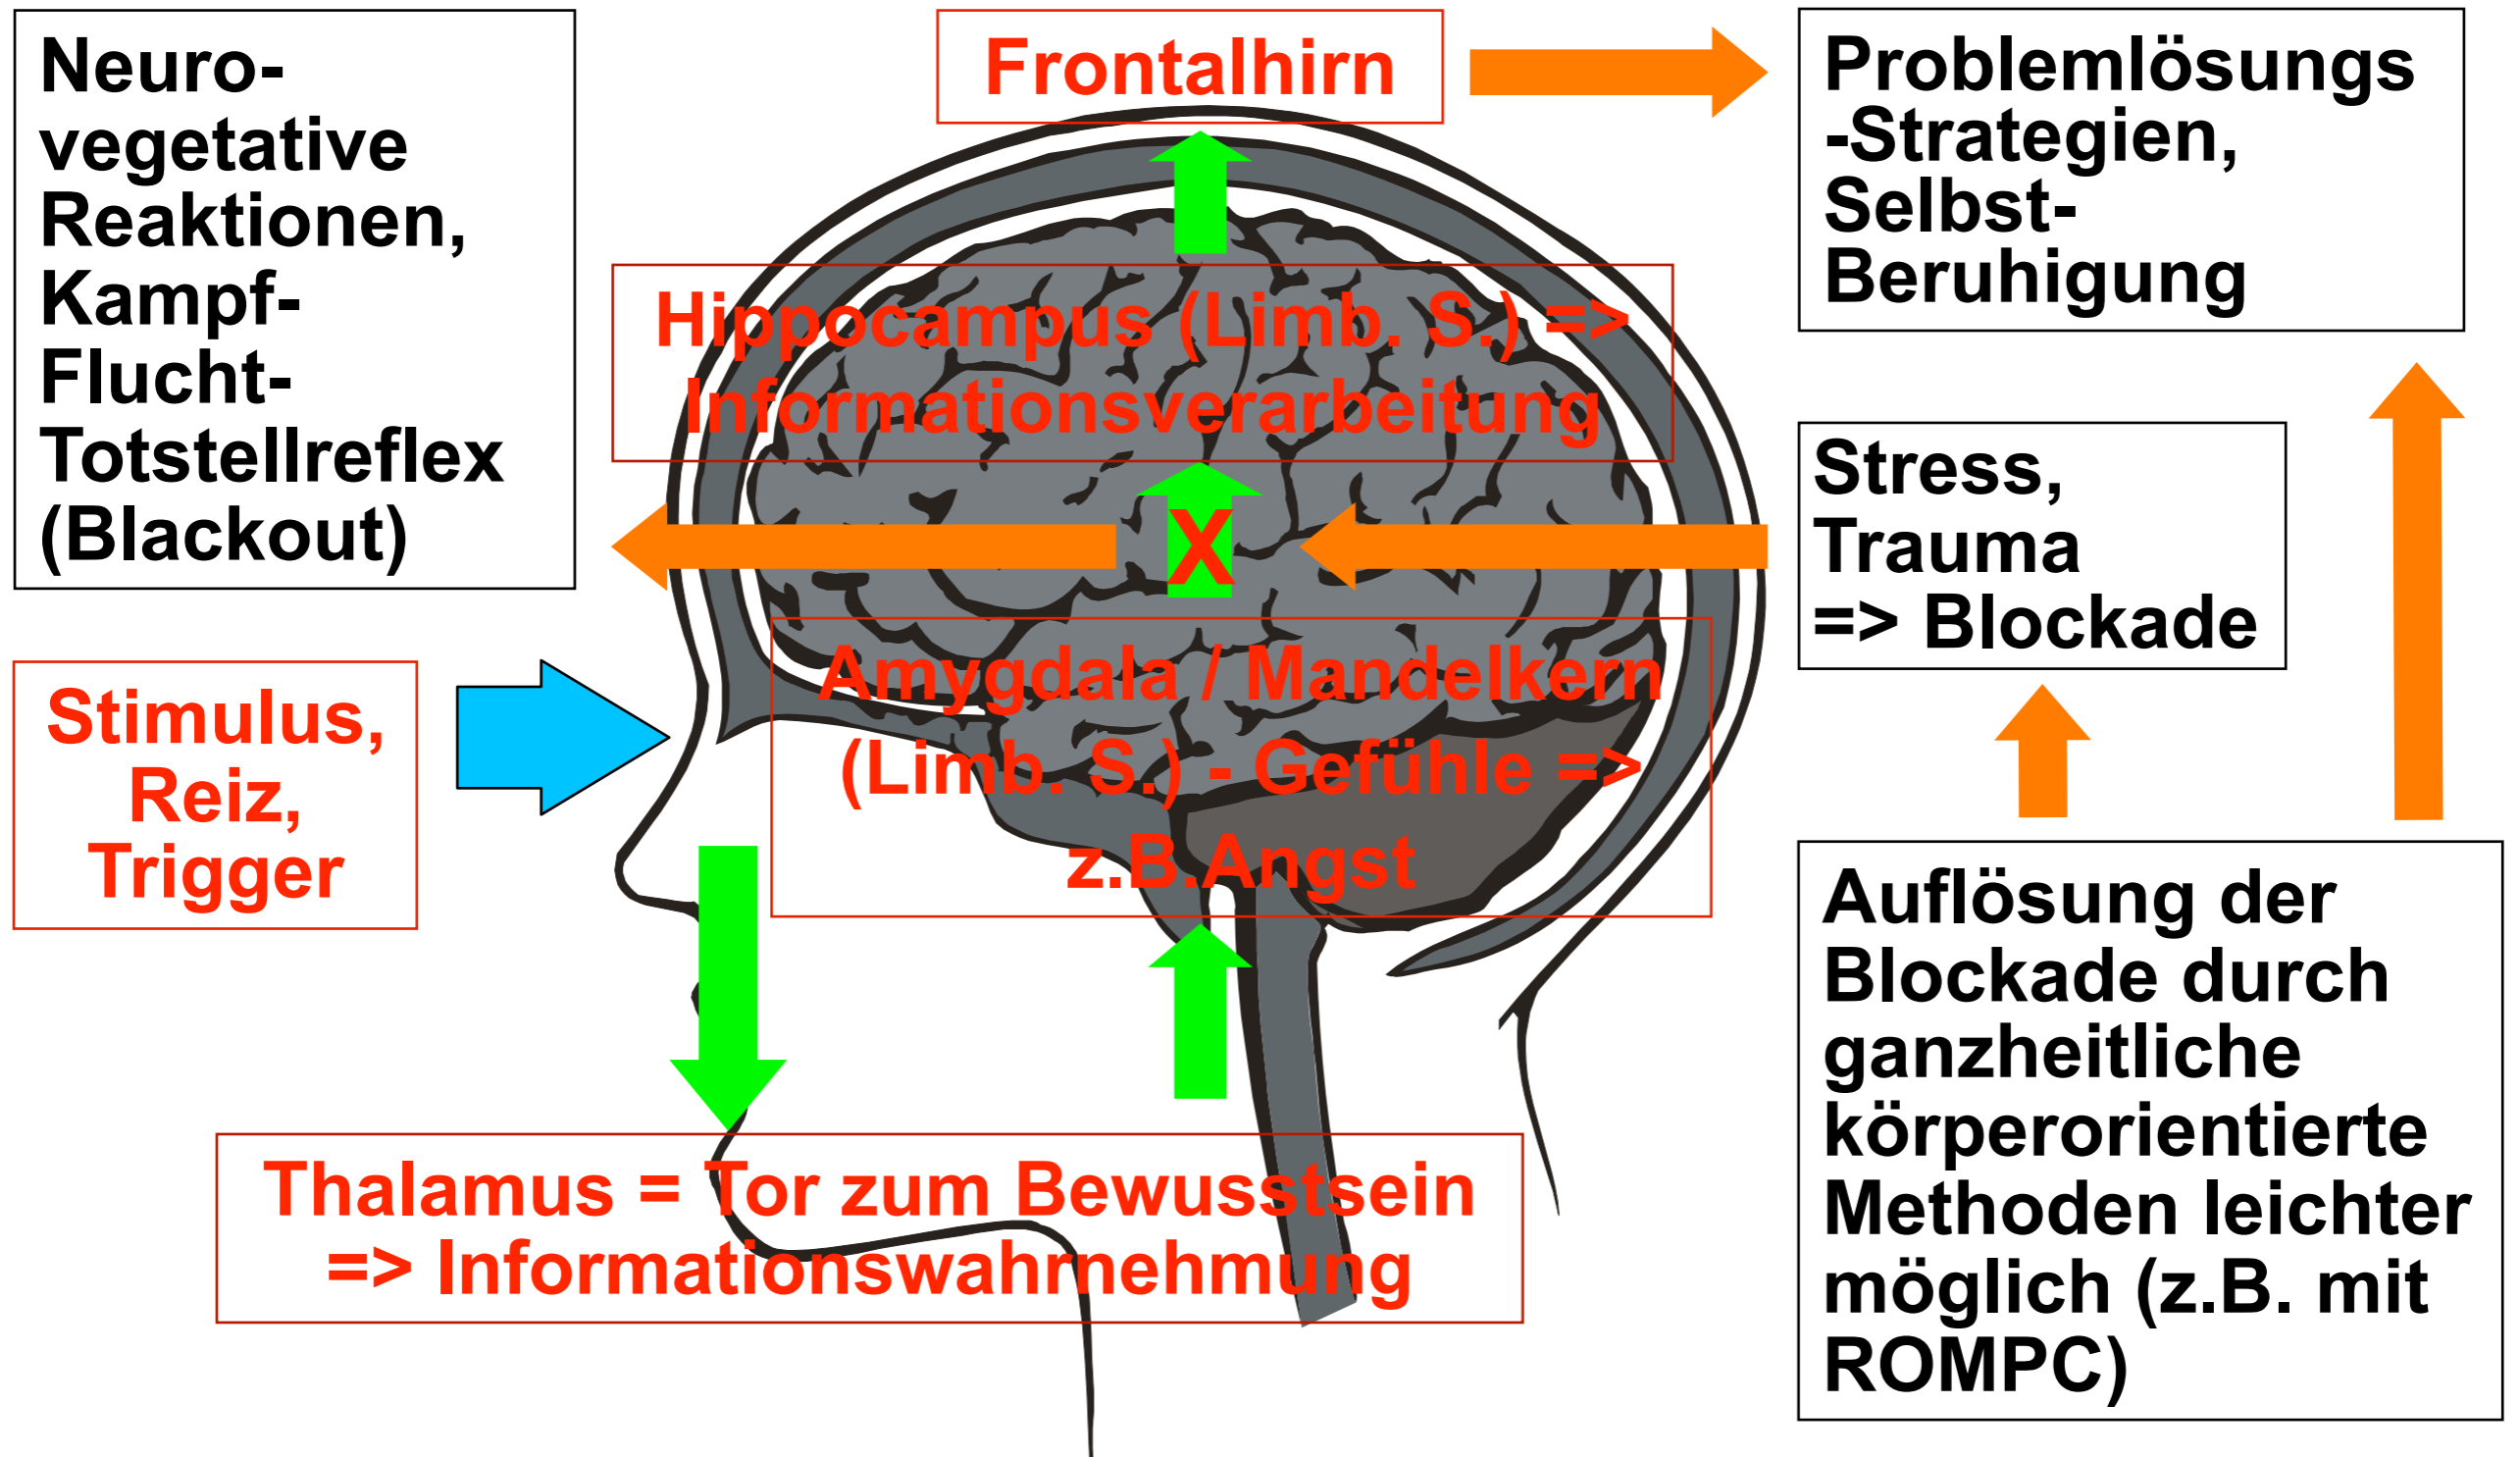 Neuro-
vegetative
Reaktionen,
Kampf-
Flucht-
Totstellreflex
(Blackout)
Frontalhirn
Problemlösungs
-Strategien,
Selbst-
Beruhigung
Hippocampus (Limb. S.) =>
Informationsverarbeitung
X
Stress,
Trauma
=> Blockade
Stimulus,
Reiz,
Trigger
Amygdala / Mandelkern
(Limb. S.) - Gefühle =>
z.B.Angst
Auflösung der
Blockade durch
ganzheitliche
körperorientierte
Methoden leichter
möglich (z.B. mit
ROMPC)
Thalamus = Tor zum Bewusstsein
=> Informationswahrnehmung